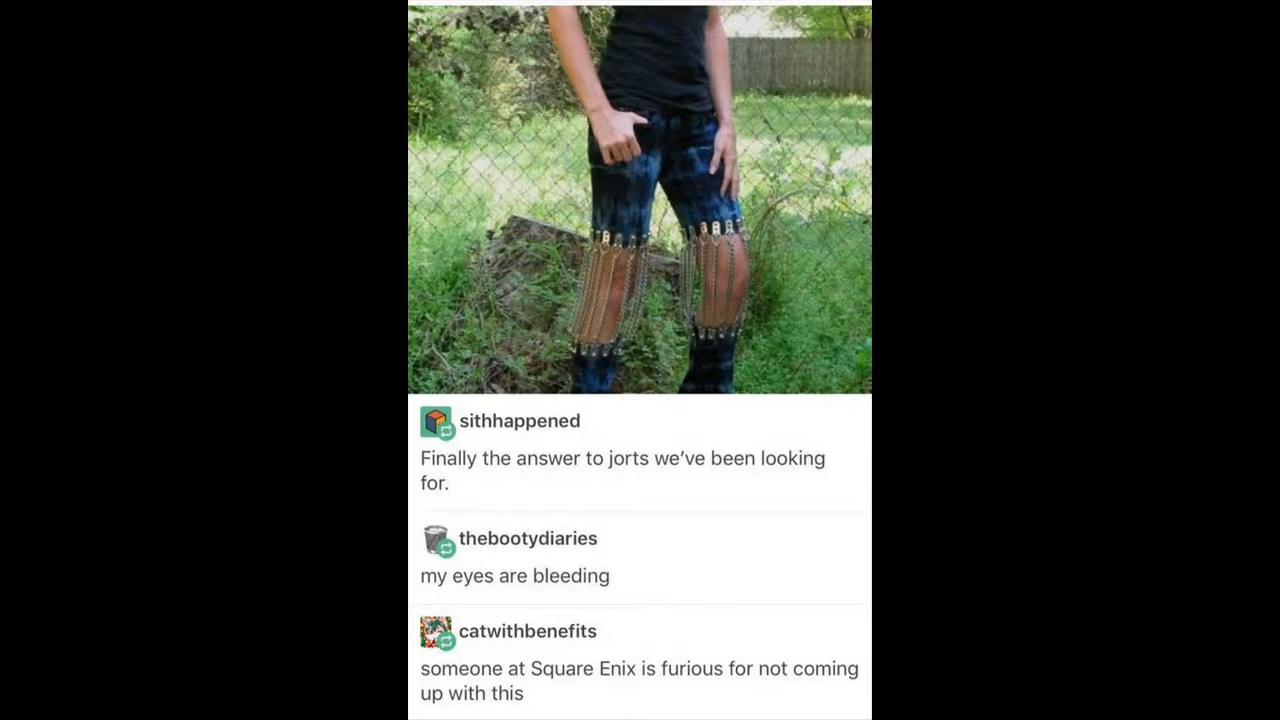 sithhappened
Finally the answer to jorts we’ve been looking
for.
thebootydiaries
my eyes are bleeding
catwithbenefits
someone at Square Enix is furious for not coming
up with this